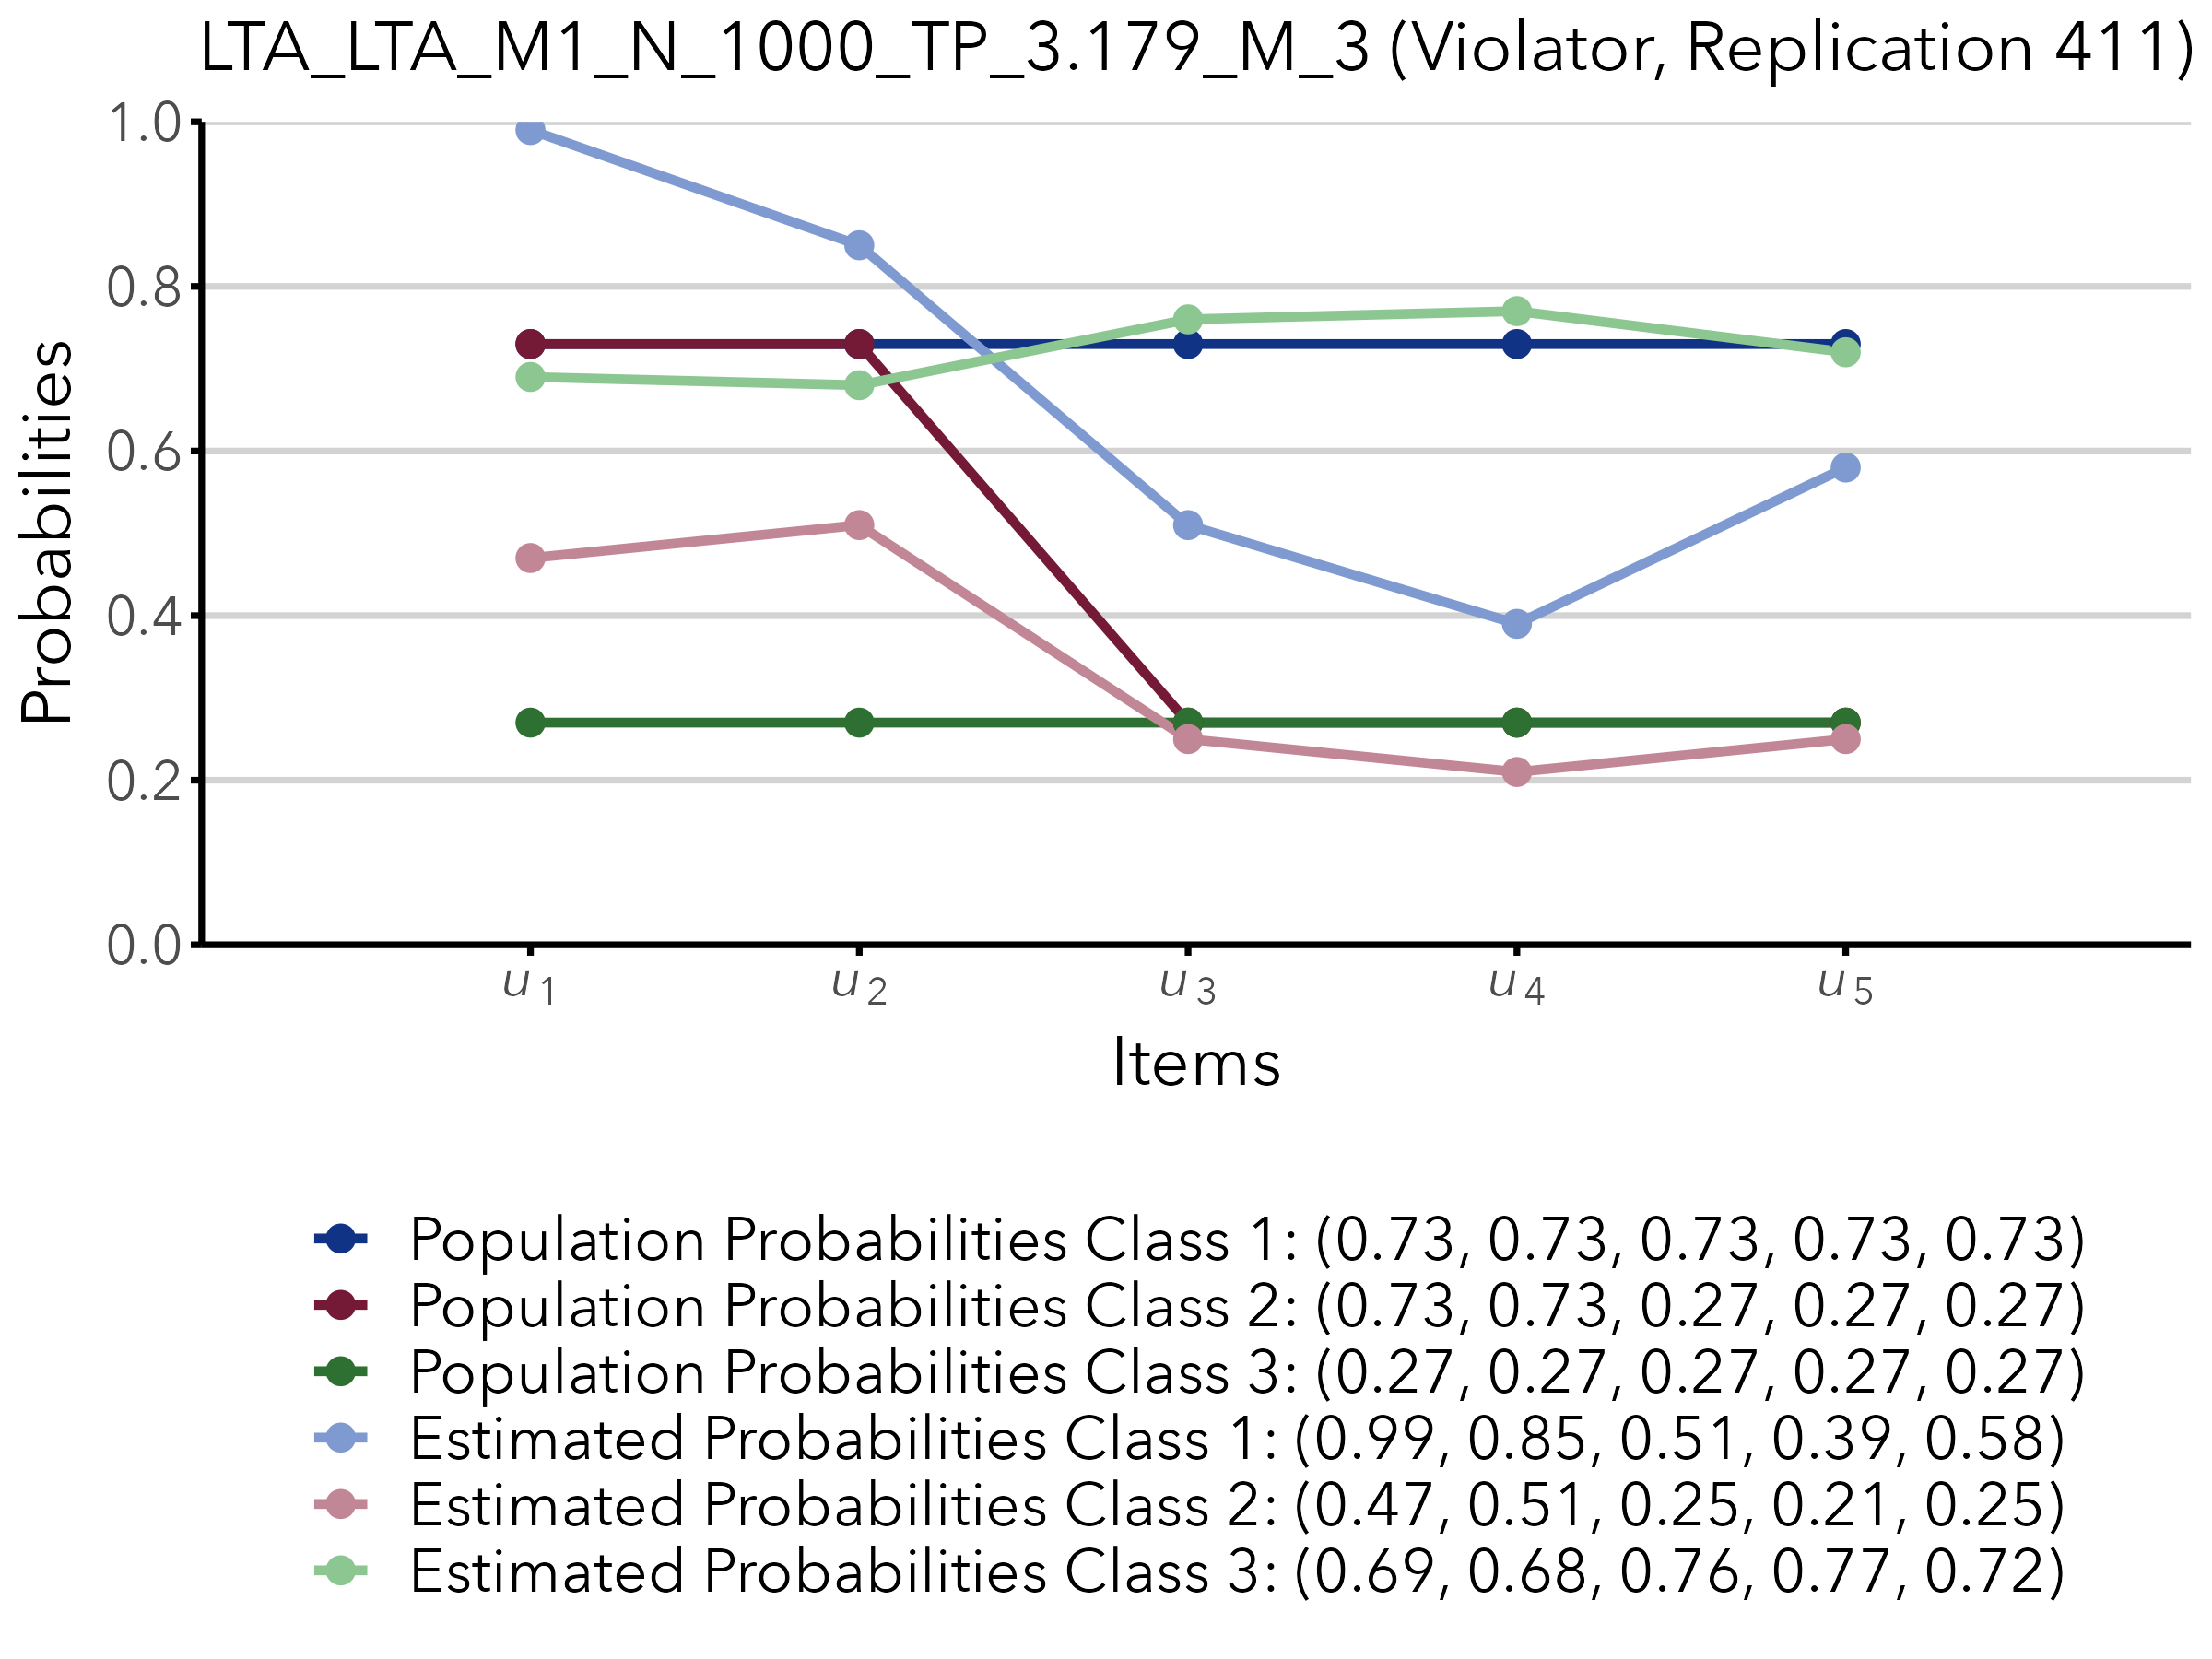 LTA_LTA_M1_N_1000_TP_3.179_M_3 (Violator, Replication 411)
Probabilities
1.0
0.8
0.6
0.4
0.2
0.0
u1 u2 u3 u4 u5
Items
Population Probabilities Class 1: (0.73, 0.73, 0.73, 0.73, 0.73)
Population Probabilities Class 2: (0.73, 0.73, 0.27, 0.27, 0.27)
Population Probabilities Class 3: (0.27, 0.27, 0.27, 0.27, 0.27)
Estimated Probabilities Class 1: (0.99, 0.85, 0.51, 0.39, 0.58)
Estimated Probabilities Class 2: (0.47, 0.51, 0.25, 0.21, 0.25)
Estimated Probabilities Class 3: (0.69, 0.68, 0.76, 0.77, 0.72)